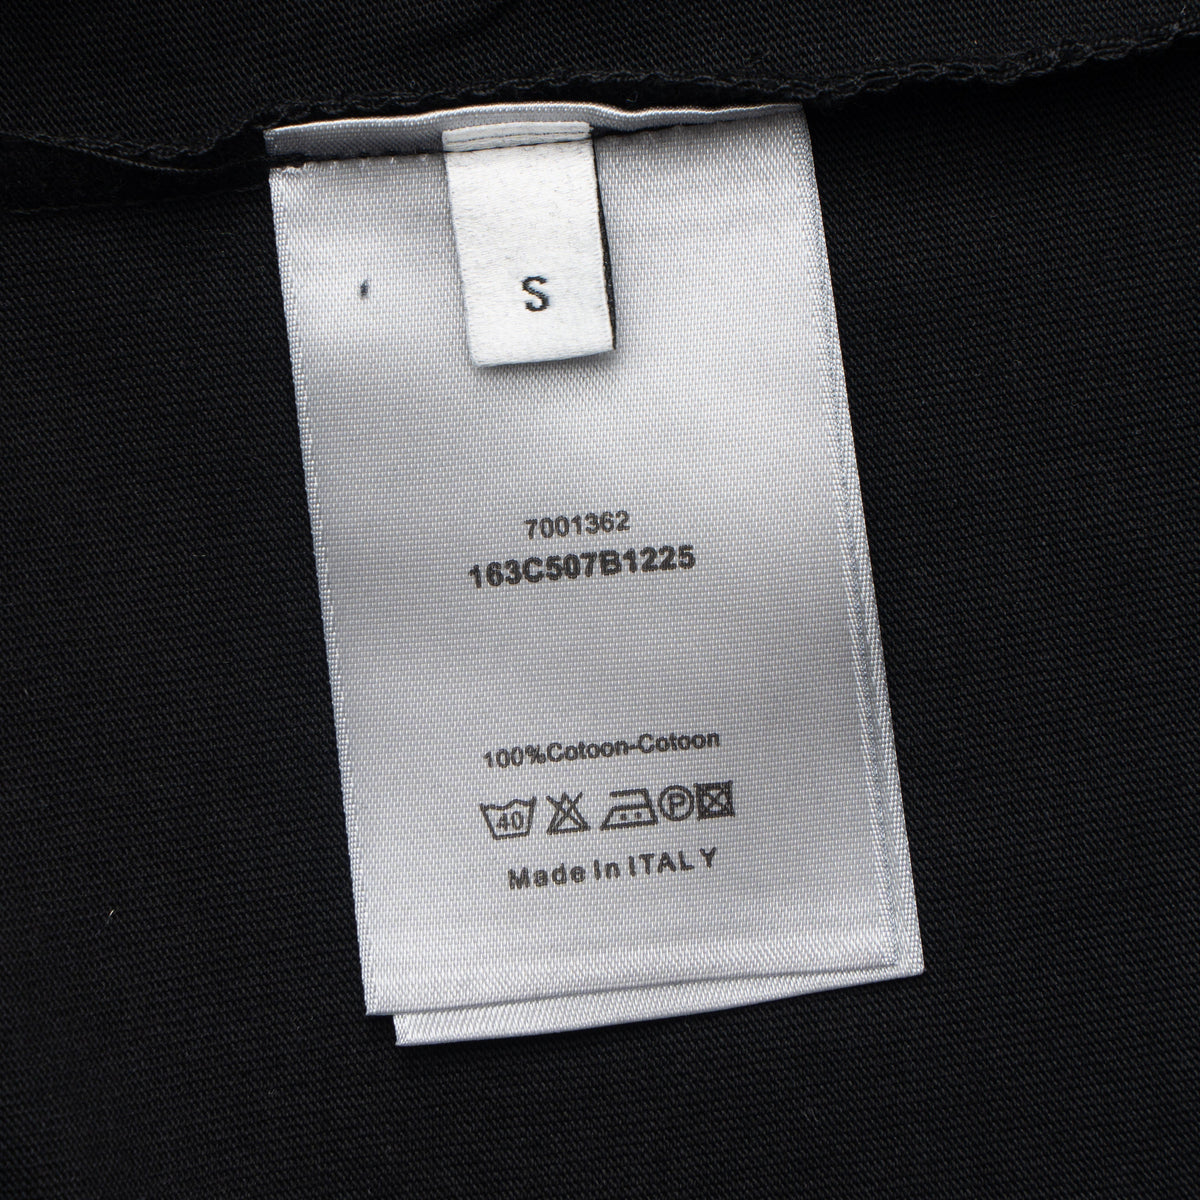 S
7001362
163C507B1225
100%Cotoon-Cotoon
40 P
Made In ITALY